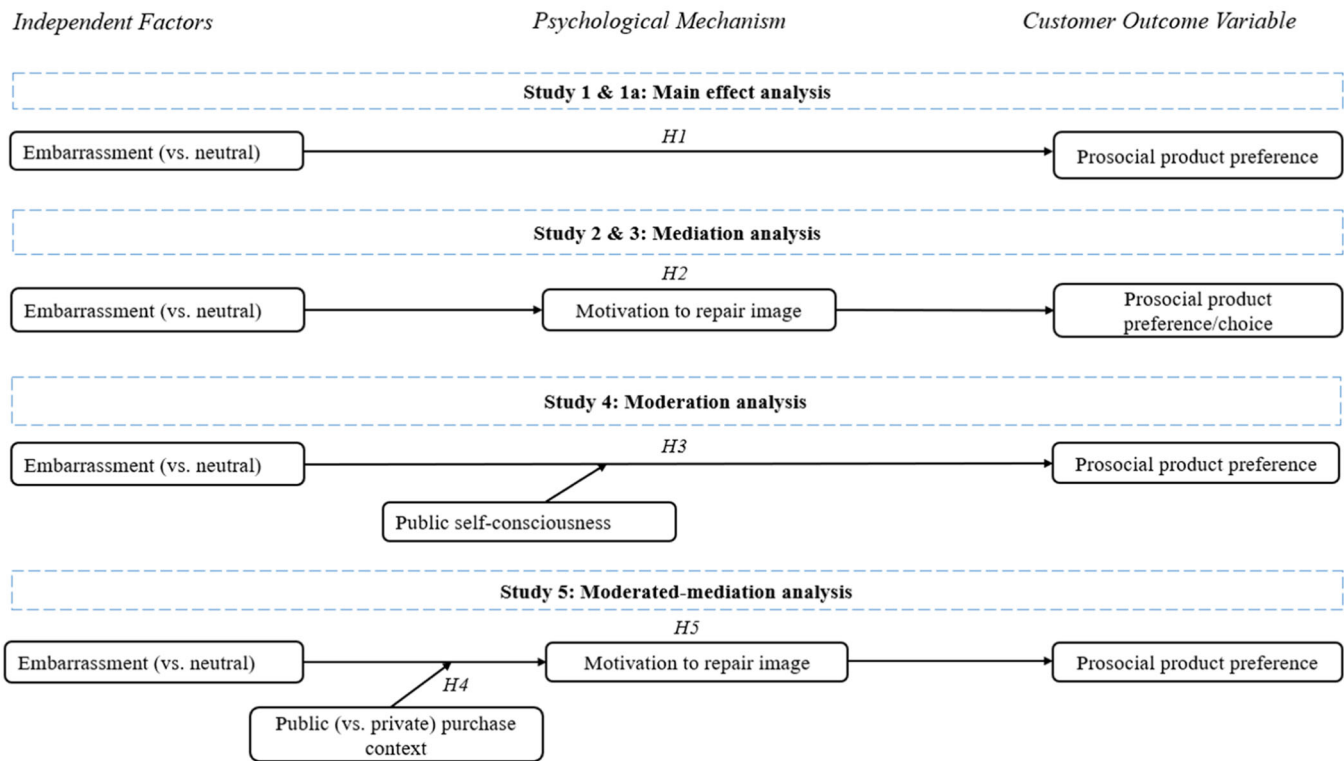 Independent Factors
Psychological Mechanism
Customer Outcome Variable
Study 1 & 1a: Main effect analysis
H1
Embarrassment (vs. neutral)
Prosocial product preference
Study 2 & 3: Mediation analysis
H2
Embarrassment (vs. neutral)
Motivation to repair image
Prosocial product
preference/choice
Study 4: Moderation analysis
H3
Embarrassment (vs. neutral)
Prosocial product preference
Public self-consciousness
Study 5: Moderated-mediation analysis
H5
Embarrassment (vs. neutral)
Motivation to repair image
Prosocial product preference
H4
Public (vs. private) purchase
context